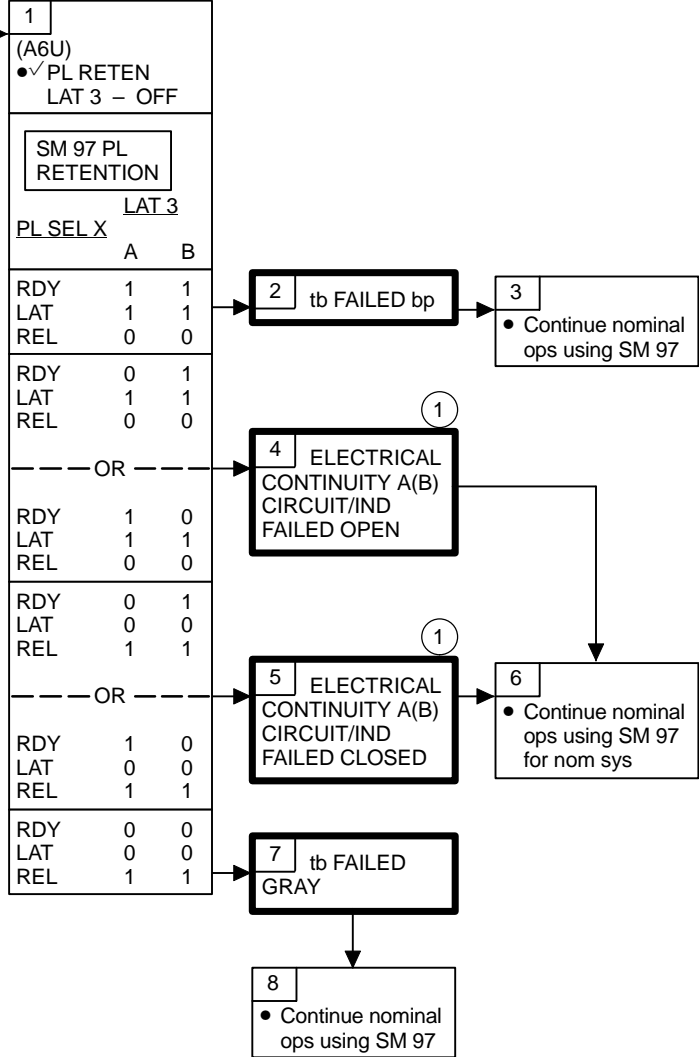 1
(A6U)
●√ PL RETEN
LAT 3 – OFF
SM 97 PL
RETENTION
LAT 3
PL SEL X
A B
RDY 1 1
LAT 1 1
REL 0 0
2 tb FAILED bp
3
● Continue nominal
ops using SM 97
RDY 0 1
LAT 1 1
REL 0 0
OR
RDY 1 0
LAT 1 1
REL 0 0
1
4 ELECTRICAL
CONTINUITY A(B)
CIRCUIT/IND
FAILED OPEN
RDY 0 1
LAT 0 0
REL 1 1
OR
RDY 1 0
LAT 0 0
REL 1 1
1
5 ELECTRICAL
CONTINUITY A(B)
CIRCUIT/IND
FAILED CLOSED
6
● Continue nominal
ops using SM 97
for nom sys
RDY 0 0
LAT 0 0
REL 1 1
7 tb FAILED
GRAY
8
● Continue nominal
ops using SM 97